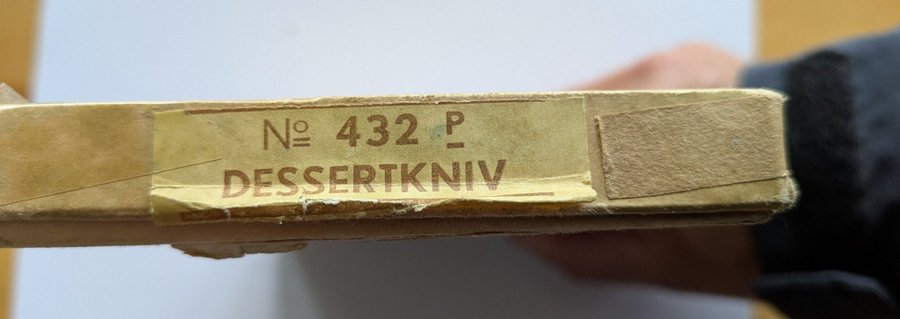 Nº 432 P
DESSERTKNIV